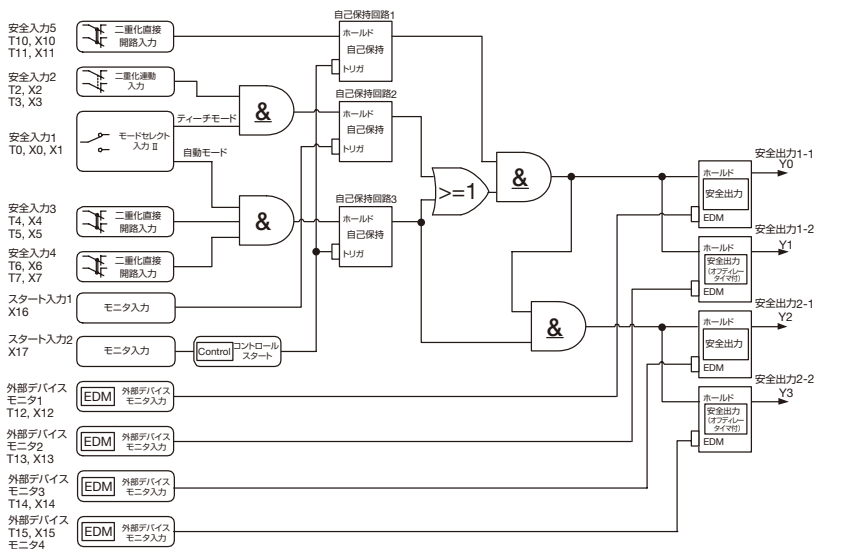 安全入力5
T10, X10
T11, X11
二重化直接
開路入力
安全入力2
T2, X2
T3, X3
二重化連動
入力
安全入力1
T0, X0, X1
モードセレクト
入力 Ⅱ
ティーチモード
自動モード
安全入力3
T4, X4
T5, X5
二重化直接
開路入力
安全入力4
T6, X6
T7, X7
二重化直接
開路入力
スタート入力1
X16
モニタ入力
スタート入力2
X17
モニタ入力
Control
コントロール
スタート
外部デバイス
モニタ1
T12, X12
EDM
外部デバイス
モニタ入力
外部デバイス
モニタ2
T13, X13
EDM
外部デバイス
モニタ入力
外部デバイス
モニタ3
T14, X14
EDM
外部デバイス
モニタ入力
外部デバイス
T15, X15
モニタ4
EDM
外部デバイス
モニタ入力
&
&
自己保持回路1
ホールド
自己保持
トリガ
自己保持回路2
ホールド
自己保持
トリガ
自己保持回路3
ホールド
自己保持
トリガ
>=1
&
&
安全出力1-1
Y0
ホールド
安全出力
EDM
安全出力1-2
Y1
ホールド
安全出力
(オフディレー
タイマ付)
EDM
安全出力2-1
Y2
ホールド
安全出力
EDM
安全出力2-2
Y3
ホールド
安全出力
(オフディレー
タイマ付)
EDM